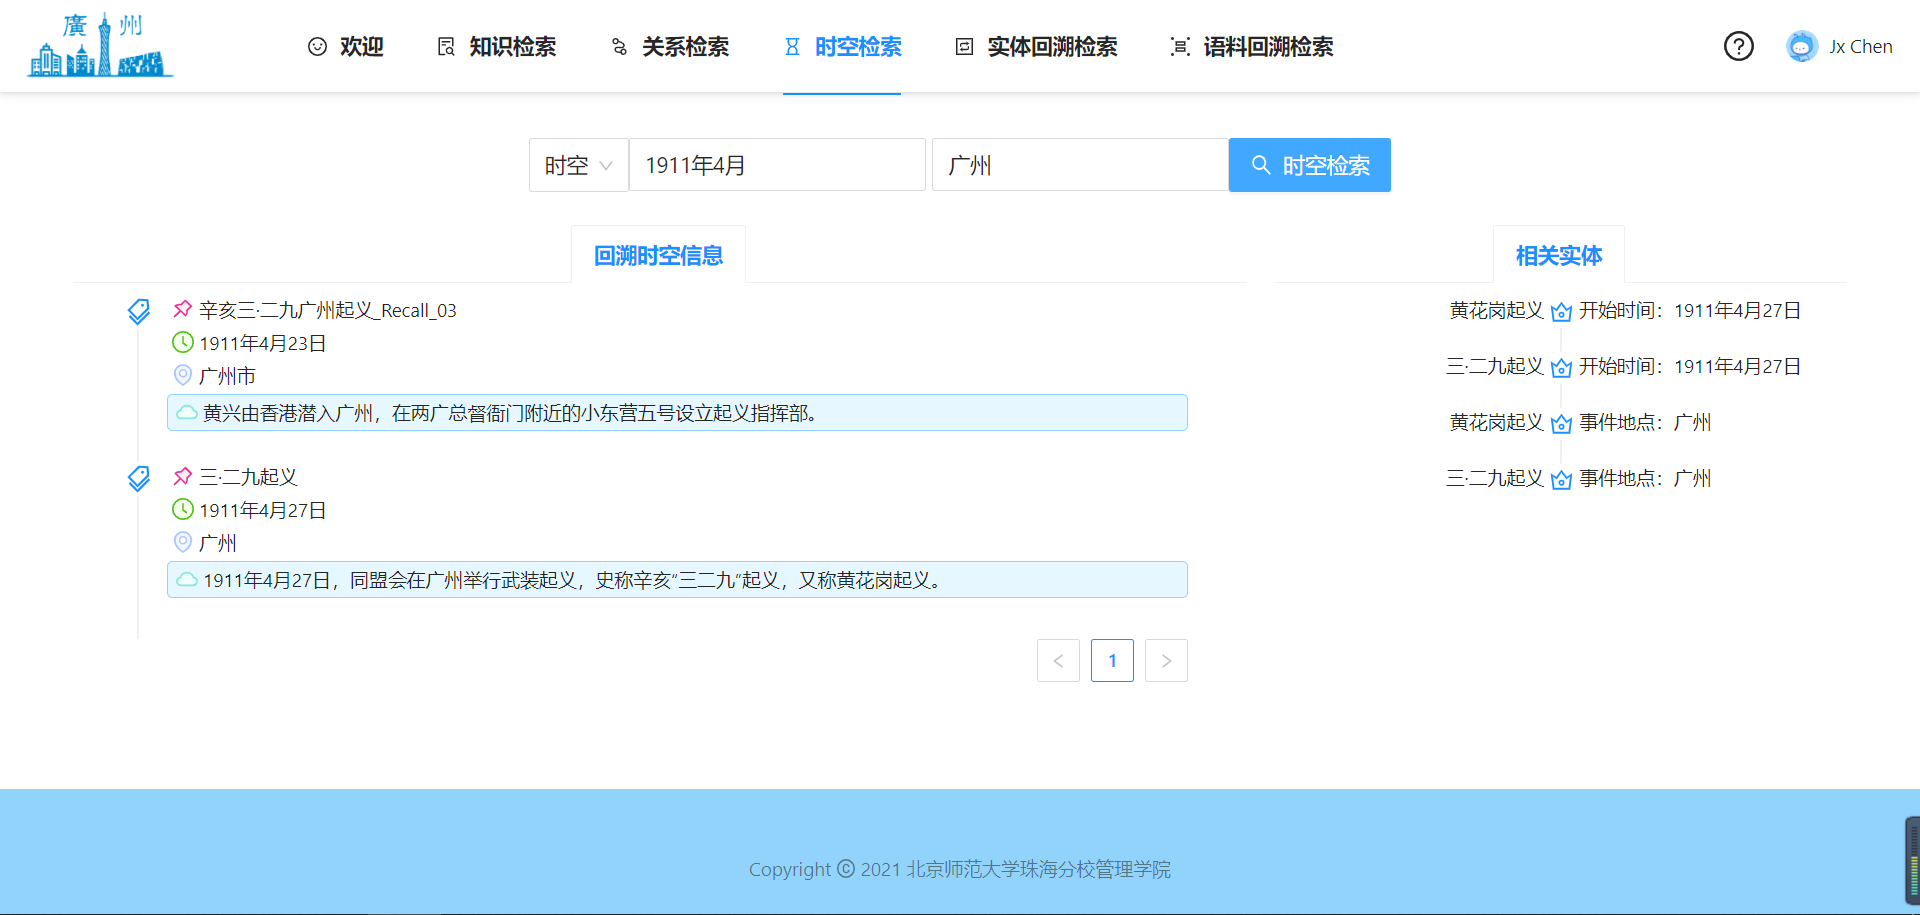 廣州
欢迎 知识检索 关系检索 时空检索 实体回溯检索 语料回溯检索 Jx Chen
时空 1911年4月 广州 时空检索
回溯时空信息
辛亥三·二九广州起义_Recall_03
1911年4月23日
广州市
黄兴由香港潜入广州，在两广总督衙门附近的小东营五号设立起义指挥部。
三·二九起义
1911年4月27日
广州
1911年4月27日，同盟会在广州举行武装起义，史称辛亥“三二九”起义，又称黄花岗起义。
1
相关实体
黄花岗起义 开始时间：1911年4月27日
三·二九起义 开始时间：1911年4月27日
黄花岗起义 事件地点：广州
三·二九起义 事件地点：广州
Copyright © 2021 北京师范大学珠海分校管理学院